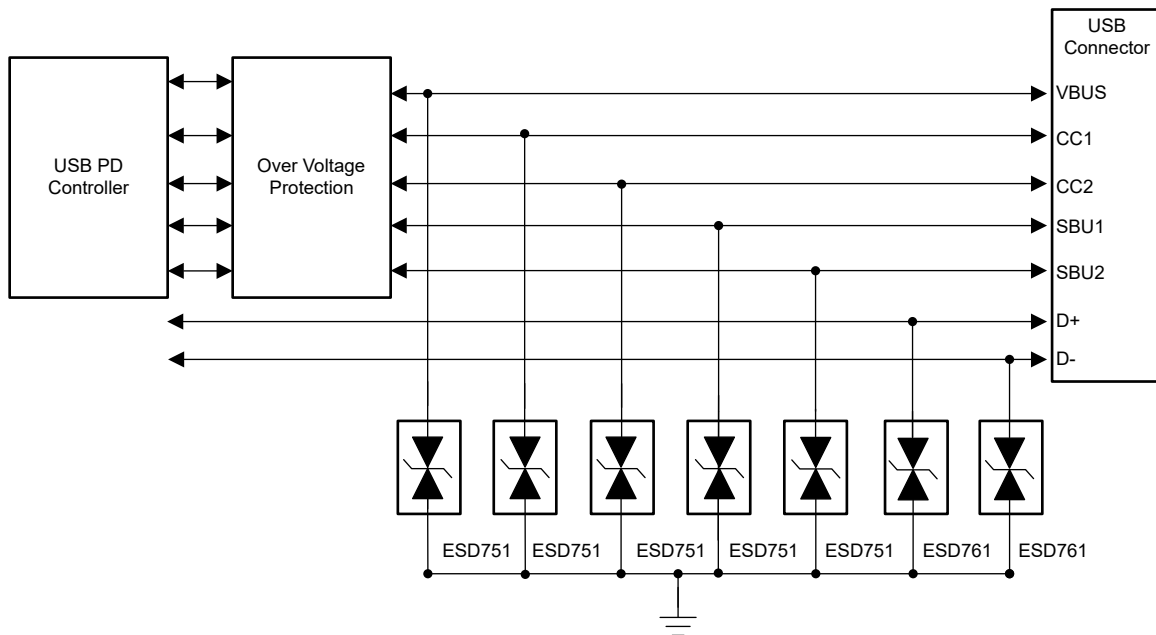 USB
Connector
VBUS
USB PD
Controller
Over Voltage
Protection
CC1
CC2
SBU1
SBU2
D+
D-
ESD751
ESD751
ESD751
ESD751
ESD751
ESD761
ESD761